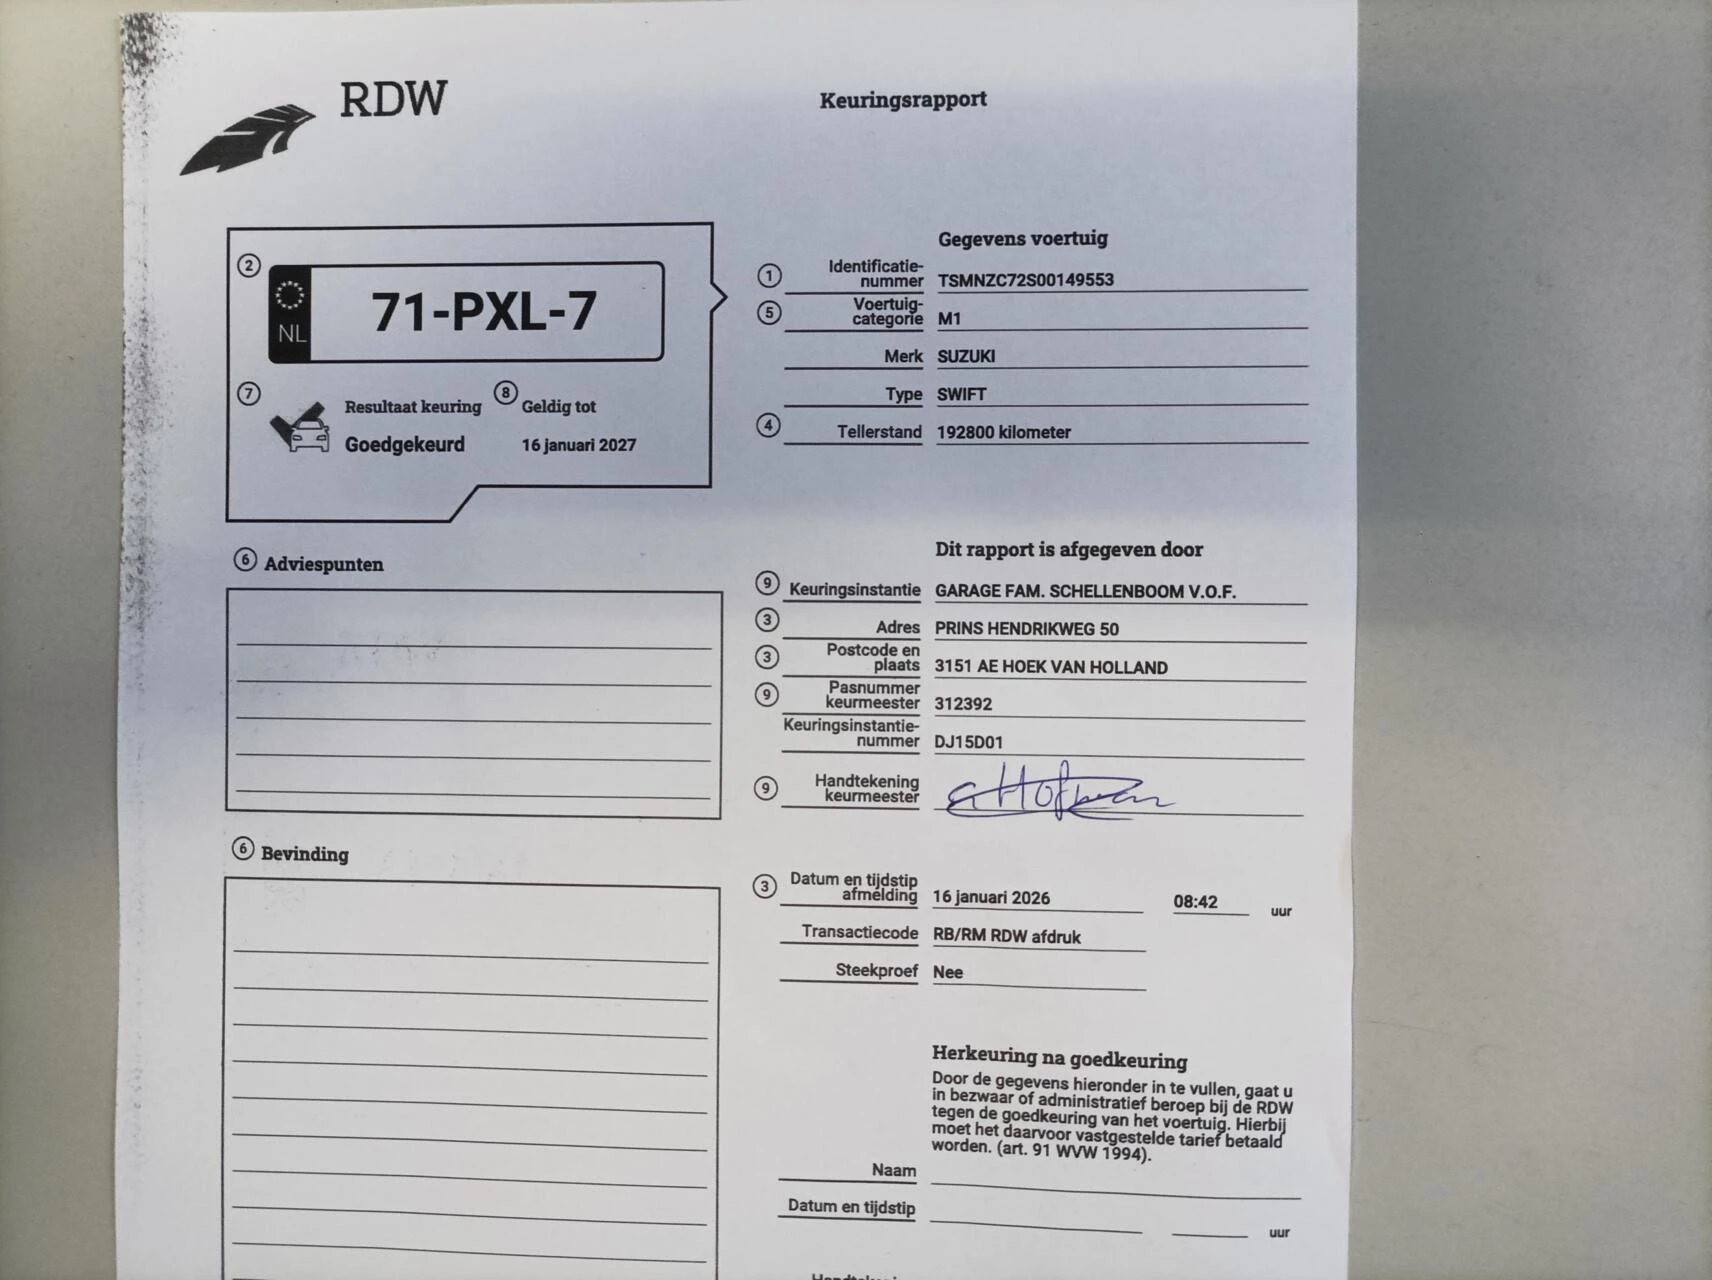 RDW
Keuringsrapport
2
NL
71-PXL-7
7
Resultaat keuring
Goedgekeurd
8
Geldig tot
16 januari 2027
Gegevens voertuig
1
Identificatie-
nummer TSMNZC72S00149553
5
Voertuig-
categorie M1
Merk SUZUKI
Type SWIFT
4
Tellerstand 192800 kilometer
6 Adviespunten
Dit rapport is afgegeven door
9 Keuringsinstantie GARAGE FAM. SCHELLENBOOM V.O.F.
3 Adres PRINS HENDRIKWEG 50
3 Postcode en
plaats 3151 AE HOEK VAN HOLLAND
9 Pasnummer
keurmeester 312392
Keuringsinstantie-
nummer DJ15D01
9 Handtekening
keurmeester
6 Bevinding
3 Datum en tijdstip
afmelding 16 januari 2026 08:42 uur
Transactiecode RB/RM RDW afdruk
Steekproef Nee
Herkeuring na goedkeuring
Door de gegevens hieronder in te vullen, gaat u
in bezwaar of administratief beroep bij de RDW
tegen de goedkeuring van het voertuig. Hierbij
moet het daarvoor vastgestelde tarief betaald
worden. (art. 91 WVW 1994).
Naam
Datum en tijdstip
uur